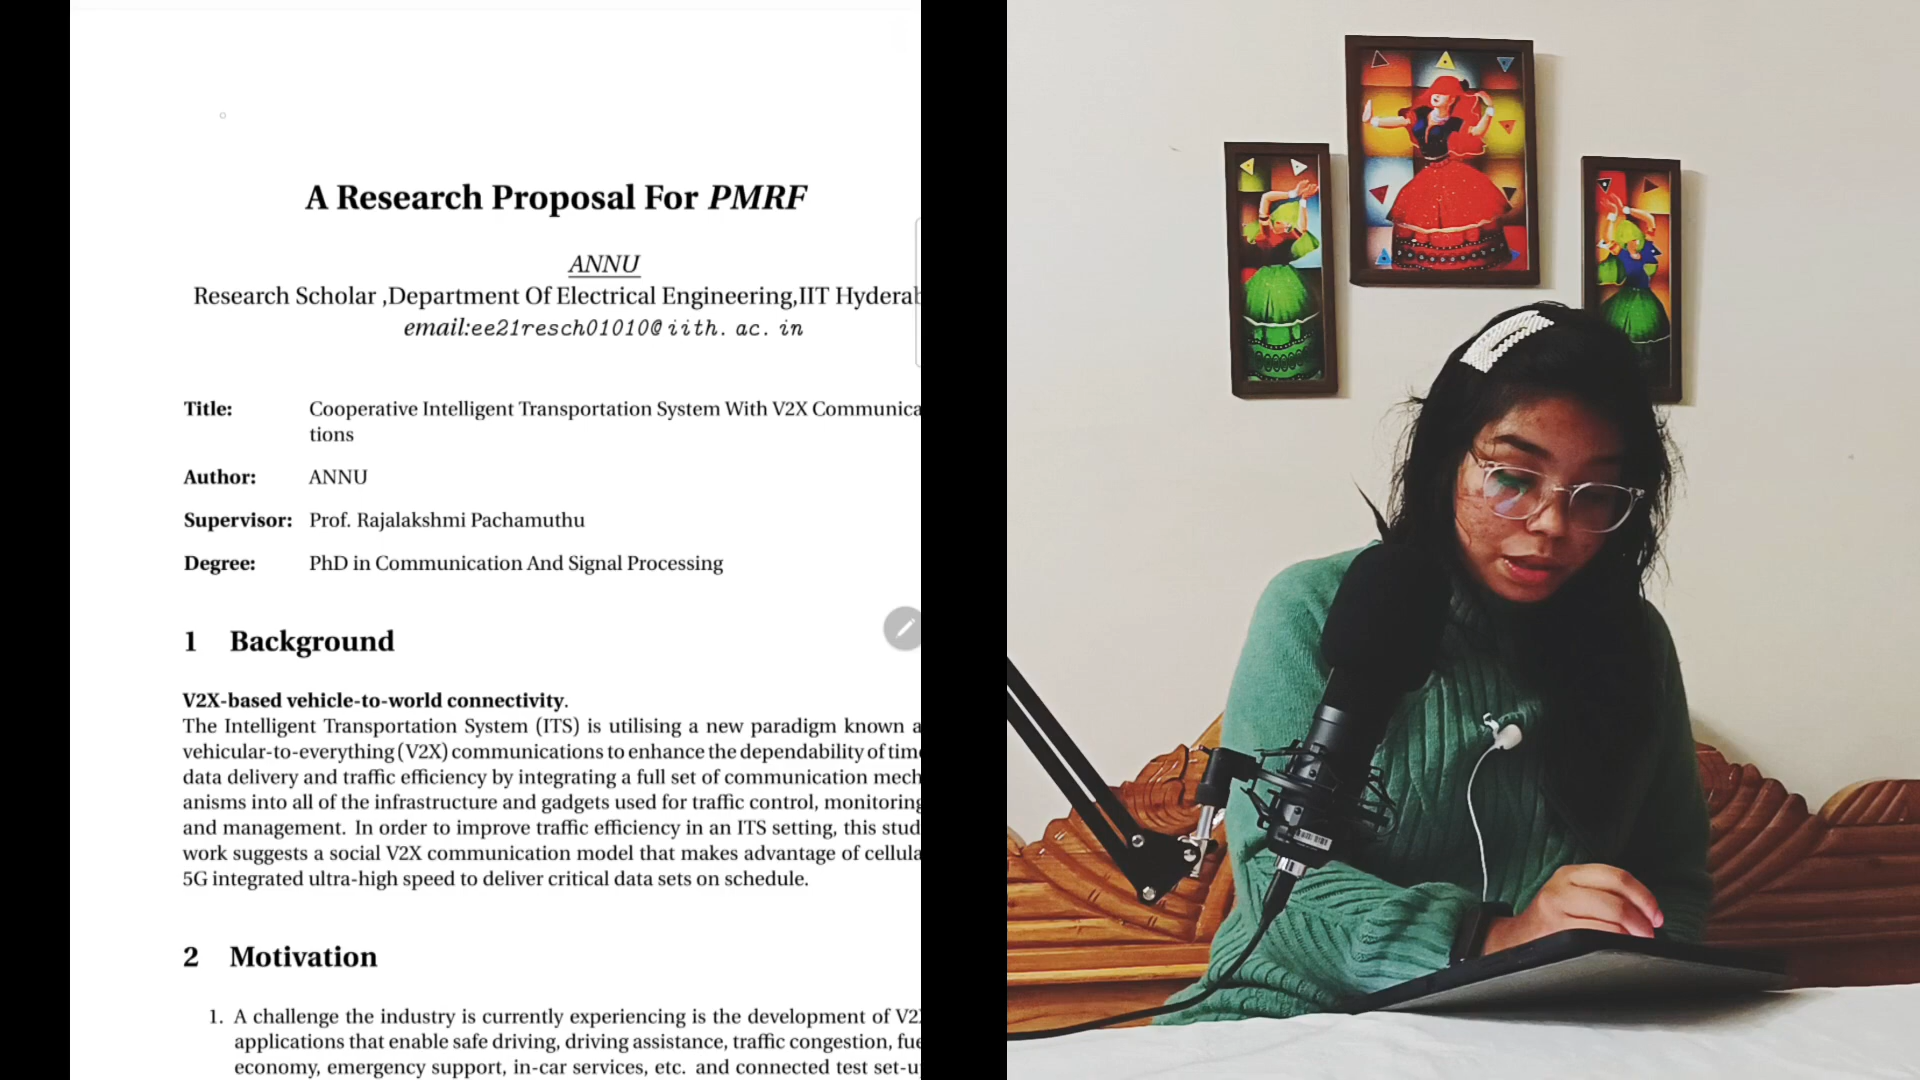 A Research Proposal For PMRF
ANNU
Research Scholar ,Department Of Electrical Engineering,IIT Hyderab
email:ee21resch01010@iith.ac.in
Title: Cooperative Intelligent Transportation System With V2X Communica
tions
Author: ANNU
Supervisor: Prof. Rajalakshmi Pachamuthu
Degree: PhD in Communication And Signal Processing
1 Background
V2X-based vehicle-to-world connectivity.
The Intelligent Transportation System (ITS) is utilising a new paradigm known a
vehicular-to-everything (V2X) communications to enhance the dependability of tim
data delivery and traffic efficiency by integrating a full set of communication mech
anisms into all of the infrastructure and gadgets used for traffic control, monitoring
and management. In order to improve traffic efficiency in an ITS setting, this stud
work suggests a social V2X communication model that makes advantage of cellula
5G integrated ultra-high speed to deliver critical data sets on schedule.
2 Motivation
1. A challenge the industry is currently experiencing is the development of V2
applications that enable safe driving, driving assistance, traffic congestion, fue
economy, emergency support, in-car services, etc. and connected test set-u